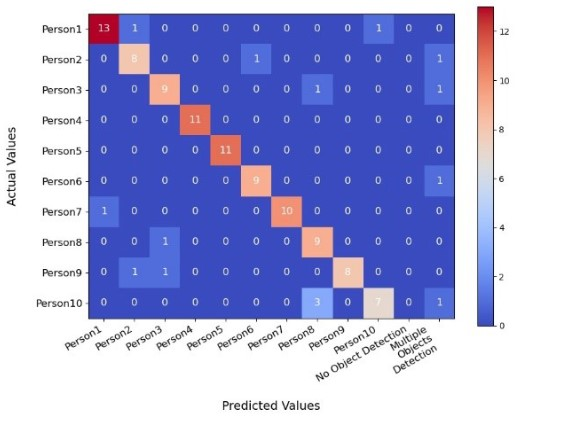 Person1 13 1 0 0 0 0 0 0 0 1 0 0
Person2 0 8 0 0 0 1 0 0 0 0 0 1
Person3 0 0 9 0 0 0 0 1 0 0 0 1
Person4 0 0 0 11 0 0 0 0 0 0 0 0
Person5 0 0 0 0 11 0 0 0 0 0 0 0
Person6 0 0 0 0 0 9 0 0 0 0 0 1
Person7 1 0 0 0 0 0 10 0 0 0 0 0
Person8 0 0 1 0 0 0 0 9 0 0 0 0
Person9 0 1 1 0 0 0 0 0 8 0 0 0
Person10 0 0 0 0 0 0 0 3 0 7 0 1
Actual Values
Person1
Person2
Person3
Person4
Person5
Person6
Person7
Person8
Person9
Person10
No Object Detection
Multiple
Objects
Detection
Predicted Values
12
10
8
6
4
2
0